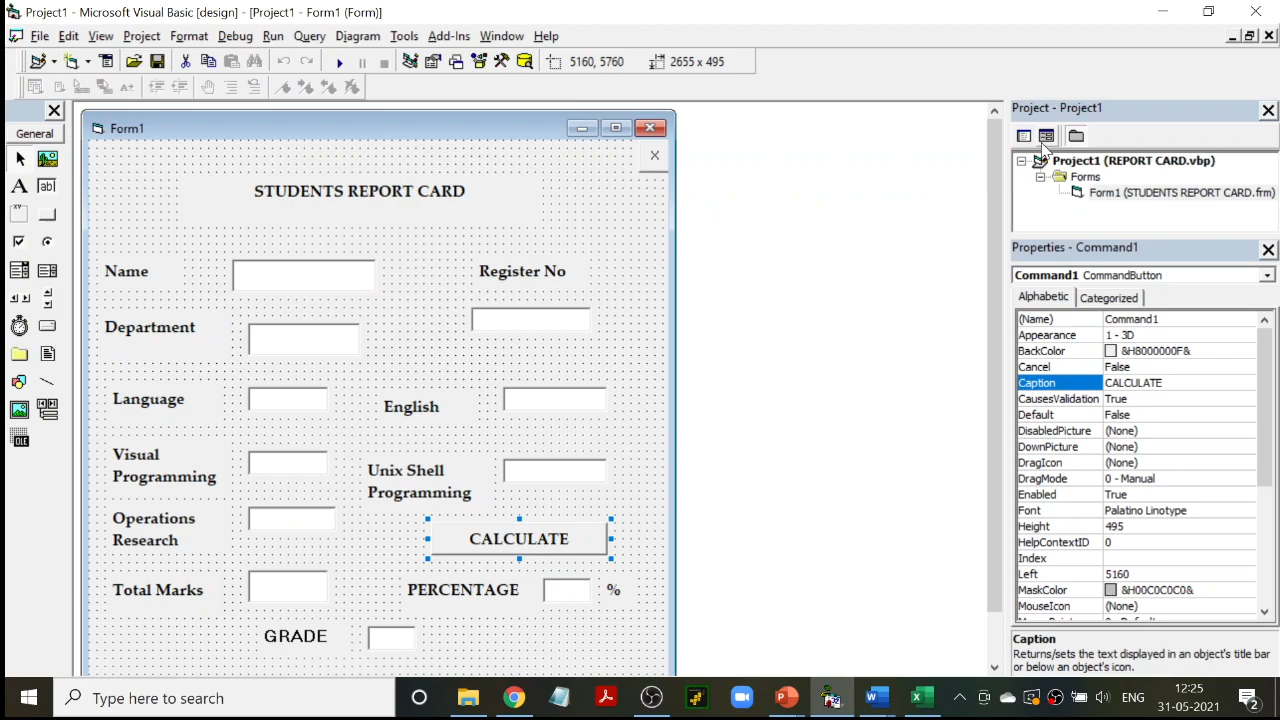 Project1 - Microsoft Visual Basic [design] - [Project1 - Form1 (Form)]
File Edit View Project Format Debug Run Query Diagram Tools Add-Ins Window Help
5160, 5760 2655 x 495
General
A
ab|
OLE
Form1
STUDENTS REPORT CARD
Name
Register No
Department
Language
English
Visual
Programming
Unix Shell
Programming
Operations
Research
CALCULATE
Total Marks
PERCENTAGE %
GRADE
Project - Project1
Project1 (REPORT CARD.vbp)
Forms
Form1 (STUDENTS REPORT CARD.frm)
Properties - Command1
Command1 CommandButton
Alphabetic Categorized
(Name) Command1
Appearance 1 - 3D
BackColor &H8000000F&
Cancel False
Caption CALCULATE
CausesValidation True
Default False
DisabledPicture (None)
DownPicture (None)
DragIcon (None)
DragMode 0 - Manual
Enabled True
Font Palatino Linotype
Height 495
HelpContextID 0
Index
Left 5160
MaskColor &H00C0C0C0&
MouseIcon (None)
Caption
Returns/sets the text displayed in an object's title bar
or below an object's icon.
Type here to search
ENG
12:25
31-05-2021
2